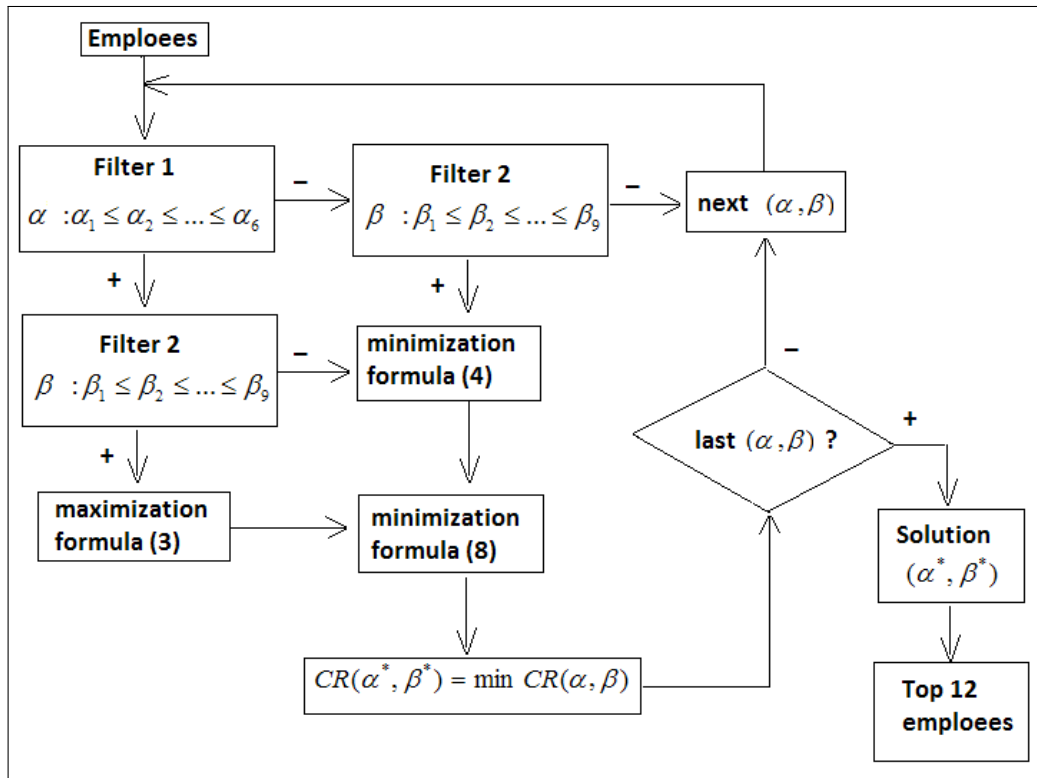 Emploees
Filter 1
α : α₁ ≤ α₂ ≤ ... ≤ α₆
–
Filter 2
β : β₁ ≤ β₂ ≤ ... ≤ β₉
–
next (α, β)
+
+
Filter 2
β : β₁ ≤ β₂ ≤ ... ≤ β₉
–
minimization
formula (4)
–
last (α, β) ?
+
+
maximization
formula (3)
minimization
formula (8)
Solution
(α*, β*)
CR(α*, β*) = min CR(α, β)
Top 12
emploees